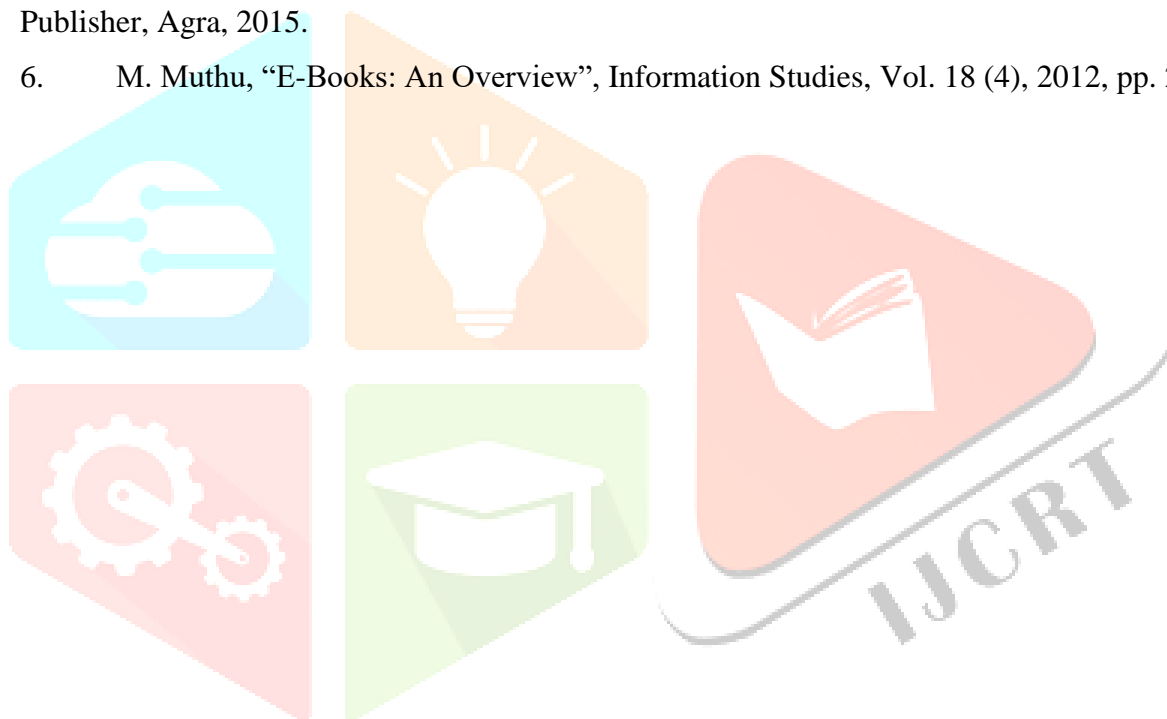 Publisher, Agra, 2015.
6. M. Muthu, “E-Books: An Overview”, Information Studies, Vol. 18 (4), 2012, pp.
IJCRT